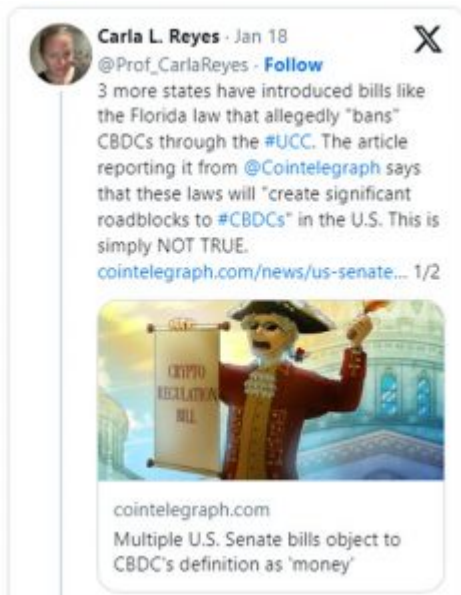 Carla L. Reyes · Jan 18
@Prof_CarlaReyes · Follow
3 more states have introduced bills like
the Florida law that allegedly "bans"
CBDCs through the #UCC. The article
reporting it from @Cointelegraph says
that these laws will "create significant
roadblocks to #CBDCs" in the U.S. This is
simply NOT TRUE.
cointelegraph.com/news/us-senate... 1/2
CRYPTO
REGULATION
BILL
cointelegraph.com
Multiple U.S. Senate bills object to
CBDC's definition as 'money'